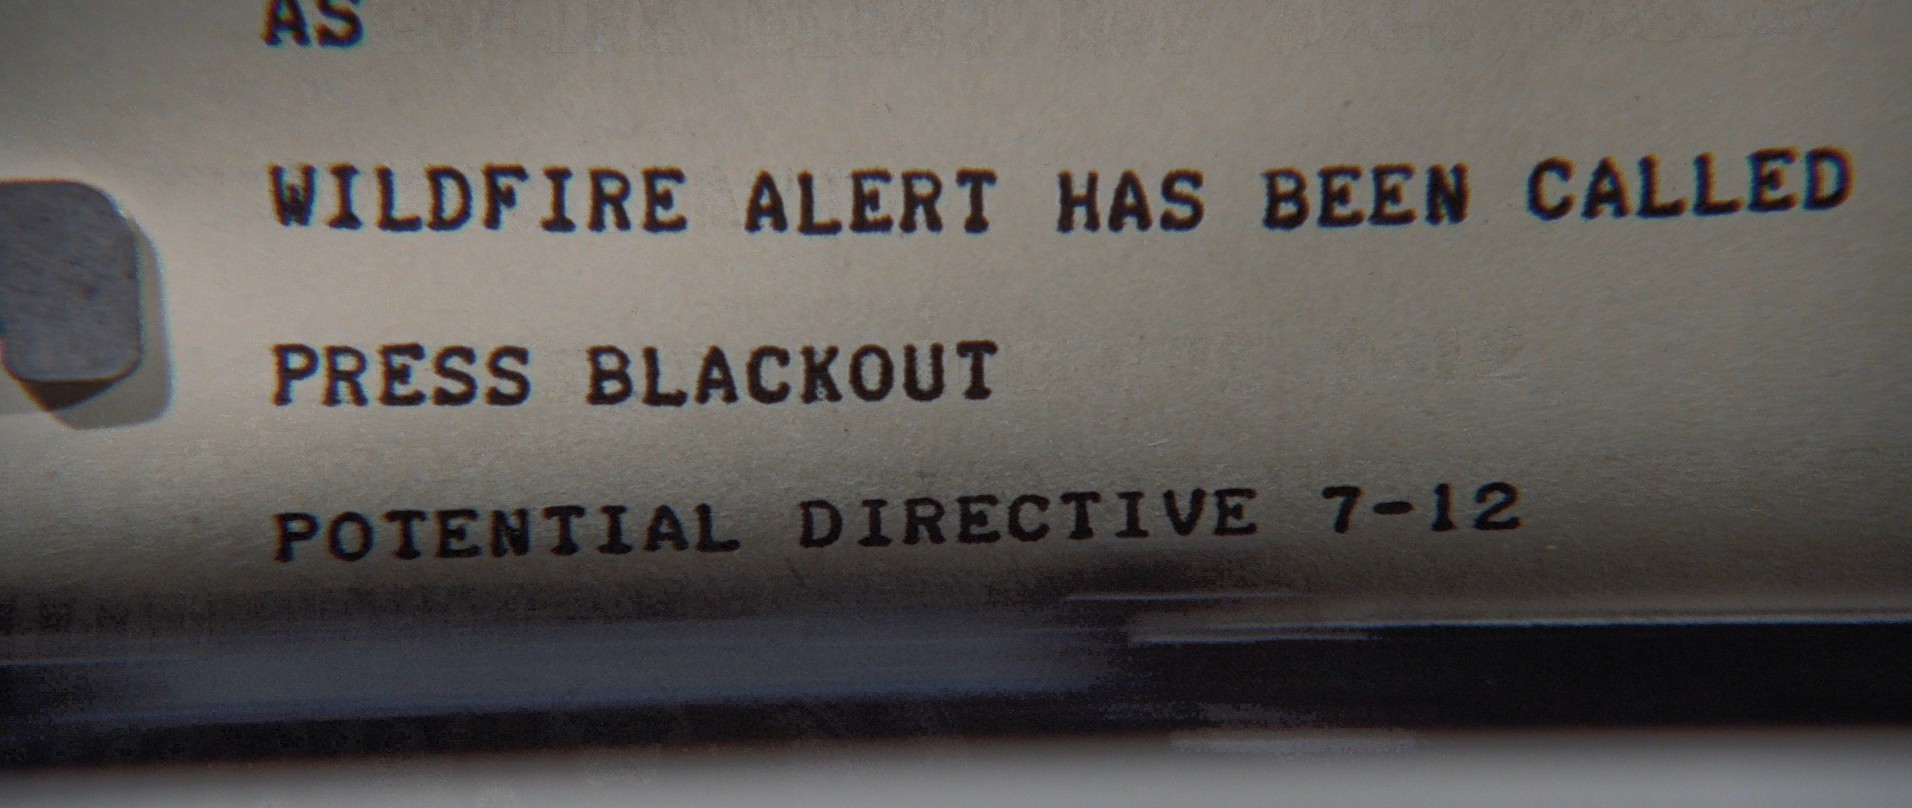 AS
WILDFIRE ALERT HAS BEEN CALLED
PRESS BLACKOUT
POTENTIAL DIRECTIVE 7-12